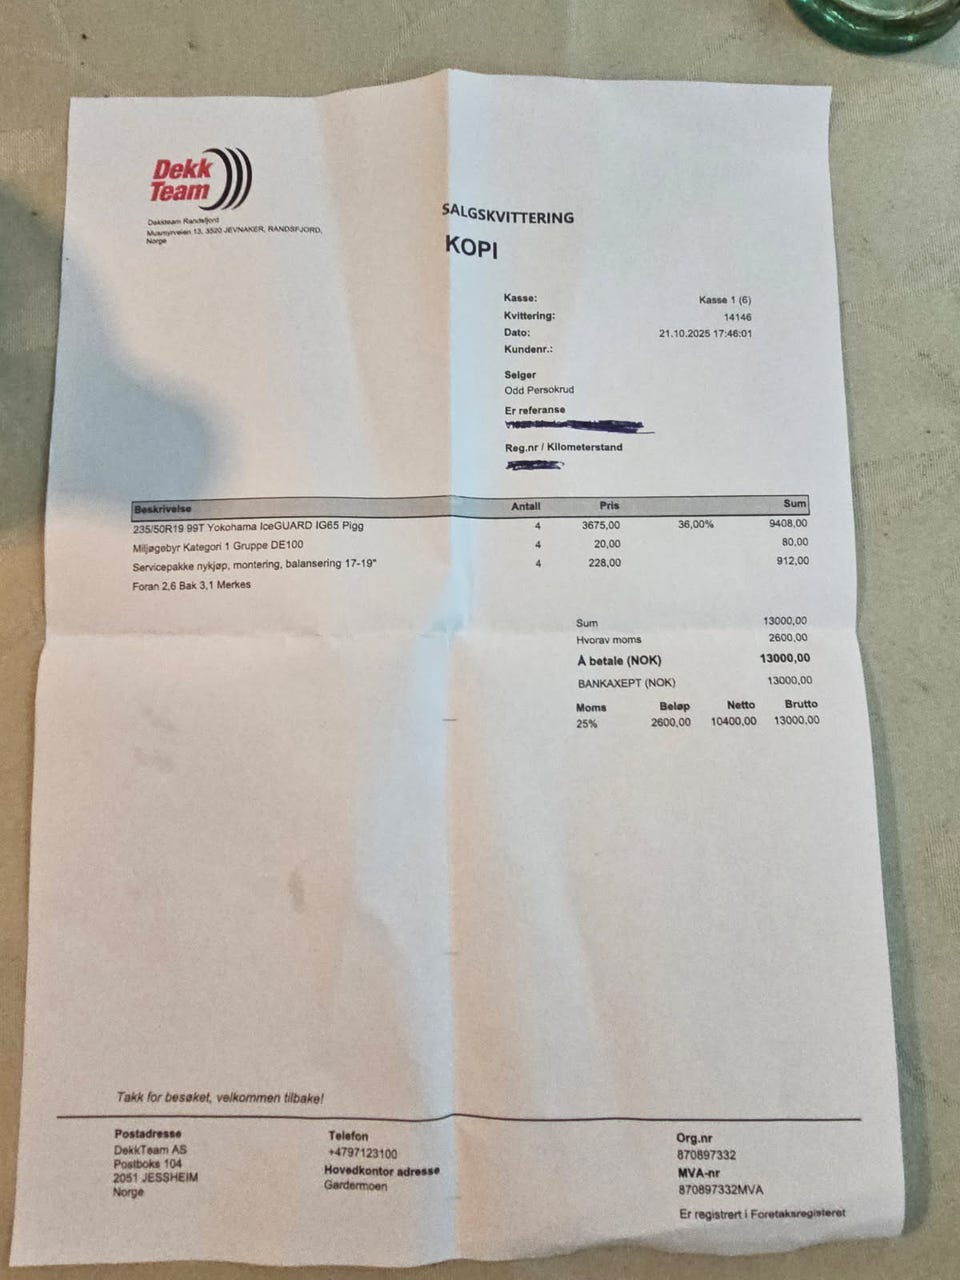 Dekk
Team
Dekkteam Randsfjord
Musmyrveien 13, 3520 JEVNAKER, RANDSFJORD,
Norge
SALGSKVITTERING
KOPI
Kasse: Kasse 1 (6)
Kvittering: 14146
Dato: 21.10.2025 17:46:01
Kundenr.:
Selger
Odd Persokrud
Er referanse
Reg.nr / Kilometerstand
Beskrivelse Antall Pris Sum
235/50R19 99T Yokohama IceGUARD IG65 Pigg 4 3675,00 36,00% 9408,00
Miljøgebyr Kategori 1 Gruppe DE100 4 20,00 80,00
Servicepakke nykjøp, montering, balansering 17-19" 4 228,00 912,00
Foran 2,6 Bak 3,1 Merkes
Sum 13000,00
Hvorav moms 2600,00
Å betale (NOK) 13000,00
BANKAXEPT (NOK) 13000,00
Moms Beløp Netto Brutto
25% 2600,00 10400,00 13000,00
Takk for besøket, velkommen tilbake!
Postadresse
DekkTeam AS
Postboks 104
2051 JESSHEIM
Norge
Telefon
+4797123100
Hovedkontor adresse
Gardermoen
Org.nr
870897332
MVA-nr
870897332MVA
Er registrert i Foretaksregisteret